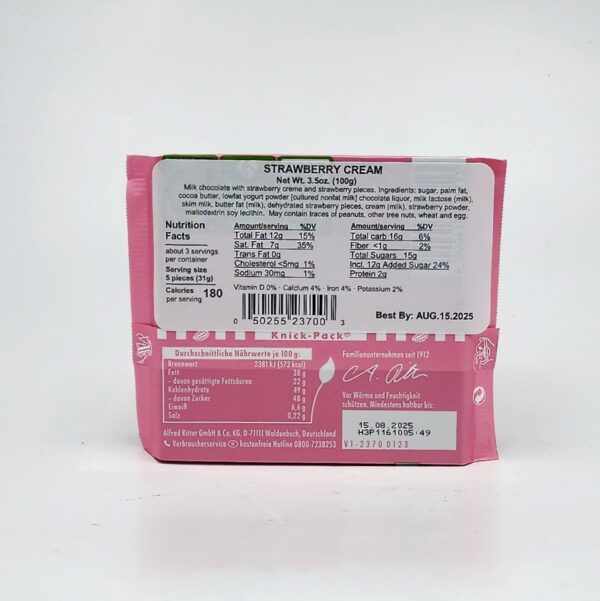 STRAWBERRY CREAM
Net Wt. 3.5oz. (100g)
Milk chocolate with strawberry creme and strawberry pieces. Ingredients: sugar, palm fat,
cocoa butter, lowfat yogurt powder [cultured nonfat milk] chocolate liquor, milk lactose (milk),
skim milk, butter fat (milk), dehydrated strawberry pieces, cream (milk), strawberry powder,
maltodextrin soy lecithin. May contain traces of peanuts, other tree nuts, wheat and egg.
Nutrition Facts
about 3 servings per container
Serving size 5 pieces (31g)
Calories per serving 180
Amount/serving %DV
Total Fat 12g 15%
Sat. Fat 7g 35%
Trans Fat 0g
Cholesterol <5mg 1%
Sodium 30mg 1%
Amount/serving %DV
Total carb 16g 6%
Fiber <1g 2%
Total Sugars 15g
Incl. 12g Added Sugar 24%
Protein 2g
Vitamin D 0% · Calcium 4% · Iron 4% · Potassium 2%
0 50255 23700 3
Best By: AUG.15.2025
Knick-Pack®
Durchschnittliche Nährwerte je 100 g:
Brennwert 2381 kJ (572 kcal)
Fett 38 g
– davon gesättigte Fettsäuren 22 g
Kohlenhydrate 49 g
– davon Zucker 48 g
Eiweiß 6,6 g
Salz 0,22 g
Alfred Ritter GmbH & Co. KG, D-71111 Waldenbuch, Deutschland
Verbraucherservice kostenfreie Hotline 0800-7238253
Familienunternehmen seit 1912
Vor Wärme und Feuchtigkeit
schützen. Mindestens haltbar bis:
15.08.2025
H3P1161005:49
V1-2370 0123